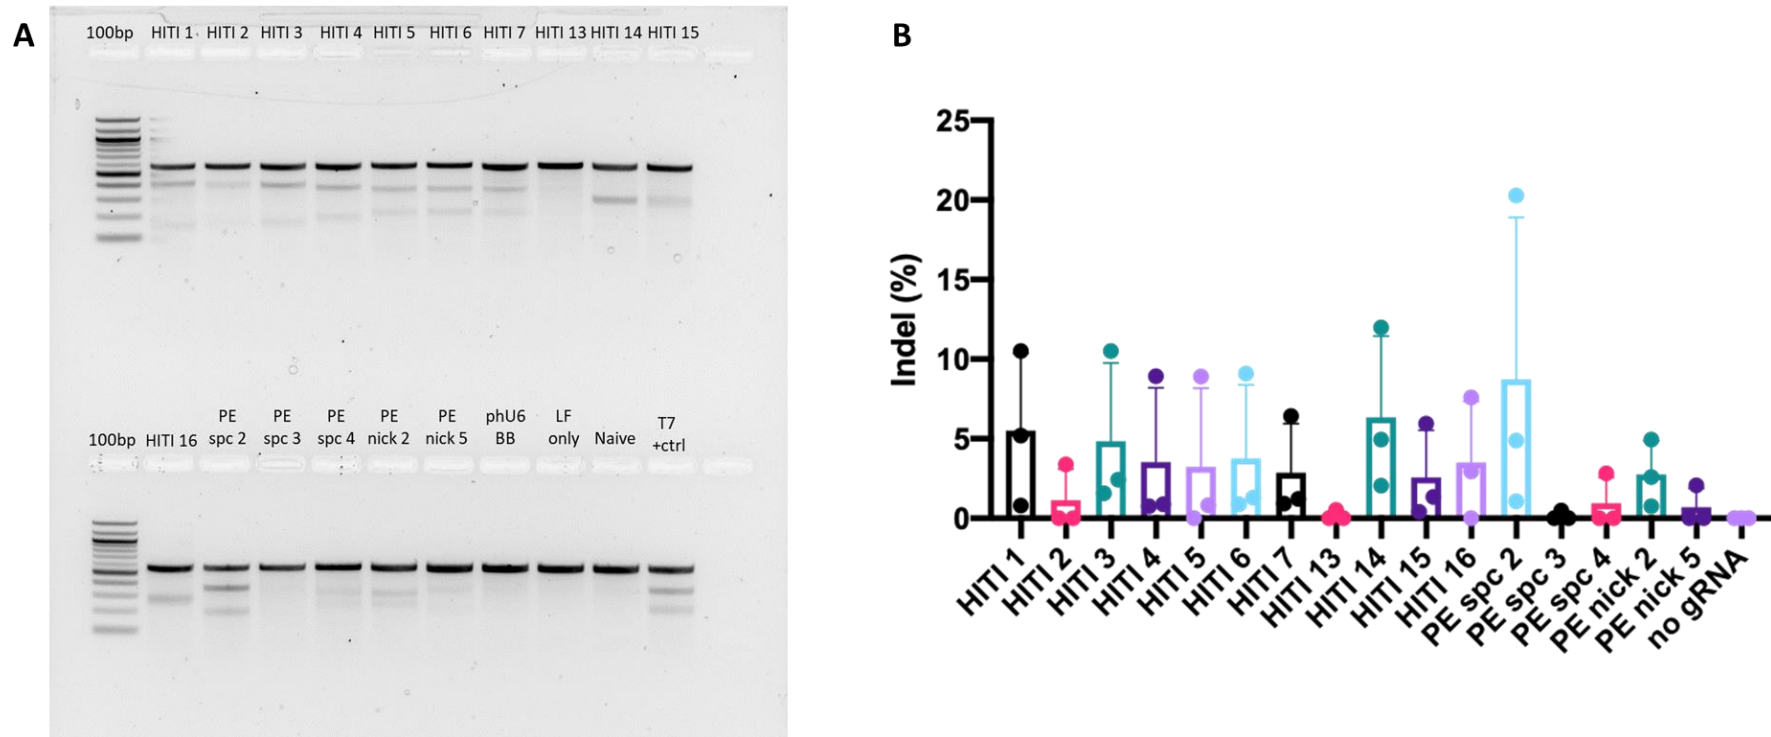 A
100bp HITI 1 HITI 2 HITI 3 HITI 4 HITI 5 HITI 6 HITI 7 HITI 13 HITI 14 HITI 15
100bp HITI 16 PE spc 2 PE spc 3 PE spc 4 PE nick 2 PE nick 5 phU6 BB LF only Naive T7 +ctrl
B
Indel (%)
25
20
15
10
5
0
HITI 1
HITI 2
HITI 3
HITI 4
HITI 5
HITI 6
HITI 7
HITI 13
HITI 14
HITI 15
HITI 16
PE spc 2
PE spc 3
PE spc 4
PE nick 2
PE nick 5
no gRNA